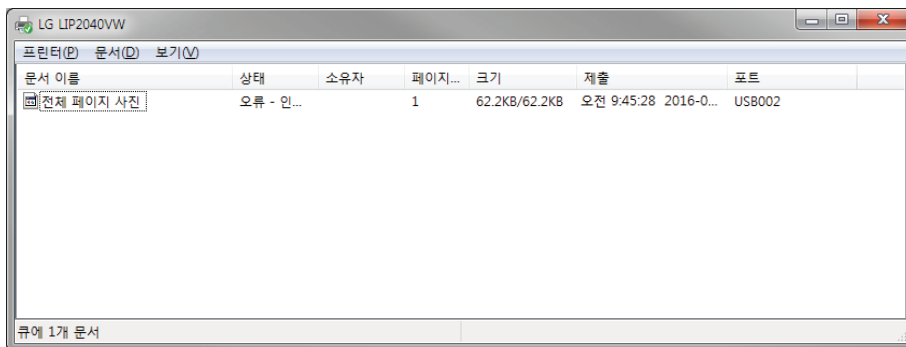 LG LIP2040VW
프린터(P) 문서(D) 보기(V)
문서 이름 상태 소유자 페이지... 크기 제출 포트
전체 페이지 사진 오류 - 인... 1 62.2KB/62.2KB 오전 9:45:28 2016-0... USB002
큐에 1개 문서